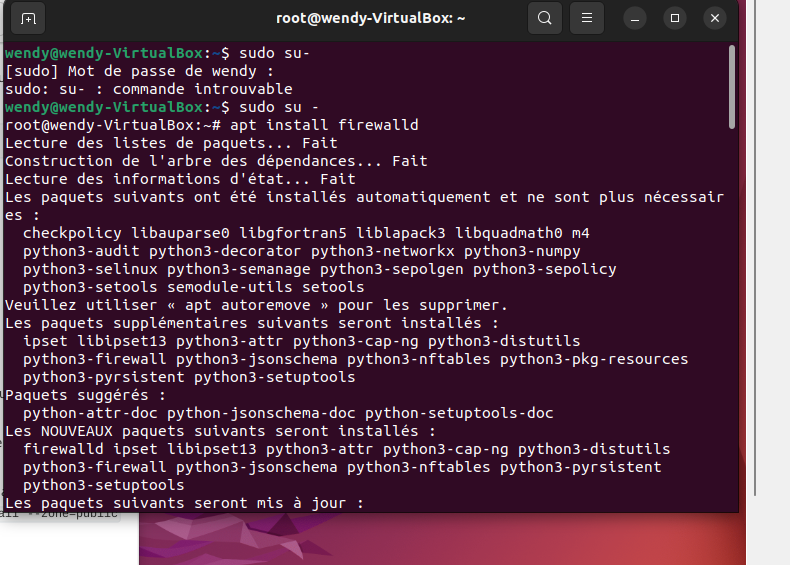 root@wendy-VirtualBox: ~
wendy@wendy-VirtualBox:~$ sudo su-
[sudo] Mot de passe de wendy :
sudo: su- : commande introuvable
wendy@wendy-VirtualBox:~$ sudo su -
root@wendy-VirtualBox:~# apt install firewalld
Lecture des listes de paquets... Fait
Construction de l'arbre des dépendances... Fait
Lecture des informations d'état... Fait
Les paquets suivants ont été installés automatiquement et ne sont plus nécessair
es :
  checkpolicy libauparse0 libgfortran5 liblapack3 libquadmath0 m4
  python3-audit python3-decorator python3-networkx python3-numpy
  python3-selinux python3-semanage python3-sepolgen python3-sepolicy
  python3-setools semodule-utils setools
Veuillez utiliser « apt autoremove » pour les supprimer.
Les paquets supplémentaires suivants seront installés :
  ipset libipset13 python3-attr python3-cap-ng python3-distutils
  python3-firewall python3-jsonschema python3-nftables python3-pkg-resources
  python3-pyrsistent python3-setuptools
Paquets suggérés :
  python-attr-doc python-jsonschema-doc python-setuptools-doc
Les NOUVEAUX paquets suivants seront installés :
  firewalld ipset libipset13 python3-attr python3-cap-ng python3-distutils
  python3-firewall python3-jsonschema python3-nftables python3-pyrsistent
  python3-setuptools
Les paquets suivants seront mis à jour :
--zone=public